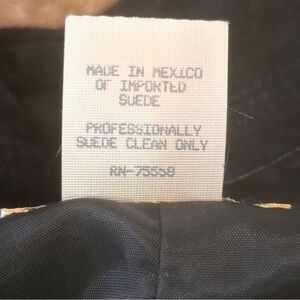 MADE IN MEXICO
OF IMPORTED
SUEDE
PROFESSIONALLY
SUEDE CLEAN ONLY
RN-75558